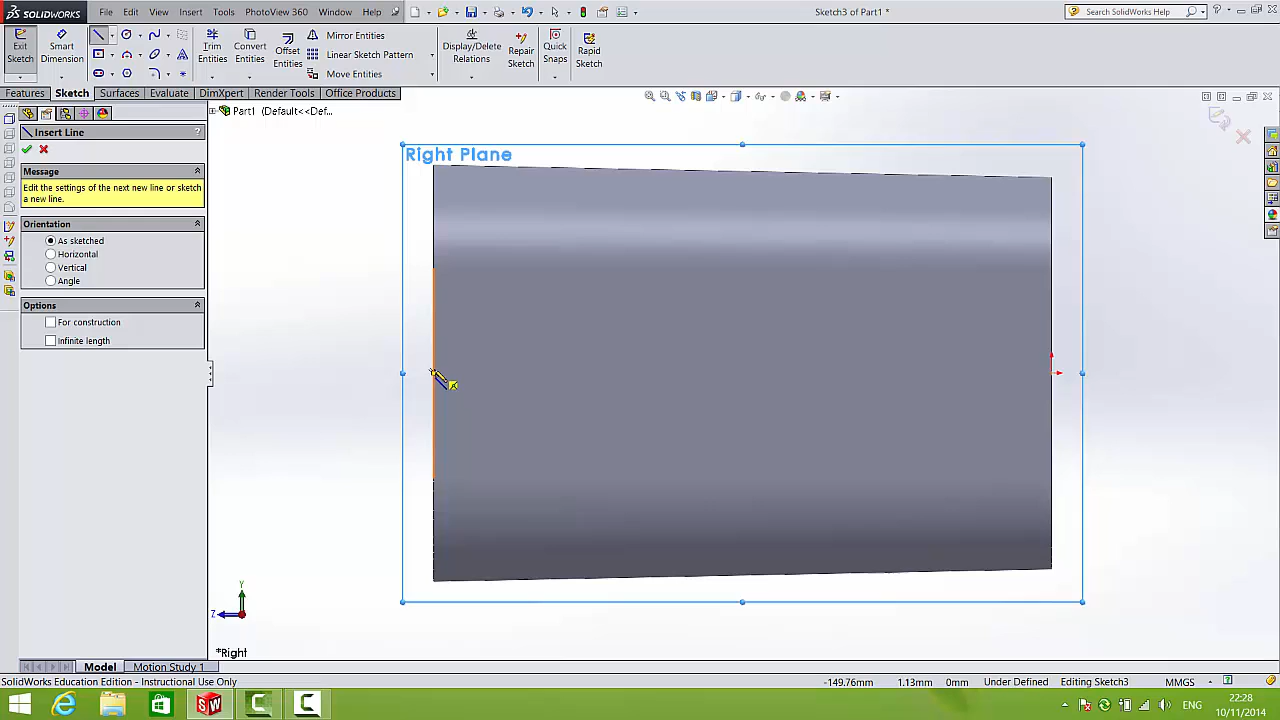 SOLIDWORKS
File Edit View Insert Tools PhotoView 360 Window Help
Sketch3 of Part1 *
Search SolidWorks Help
Exit Sketch
Smart Dimension
Trim Entities
Convert Entities
Offset Entities
Mirror Entities
Linear Sketch Pattern
Move Entities
Display/Delete Relations
Repair Sketch
Quick Snaps
Rapid Sketch
Features Sketch Surfaces Evaluate DimXpert Render Tools Office Products
Part1 (Default<<Def...
Insert Line ?
Message
Edit the settings of the next new line or sketch
a new line.
Orientation
As sketched
Horizontal
Vertical
Angle
Options
For construction
Infinite length
Right Plane
Y
Z
*Right
Model Motion Study 1
SolidWorks Education Edition - Instructional Use Only
-149.76mm 1.13mm 0mm Under Defined Editing Sketch3 MMGS
ENG
22:28
10/11/2014